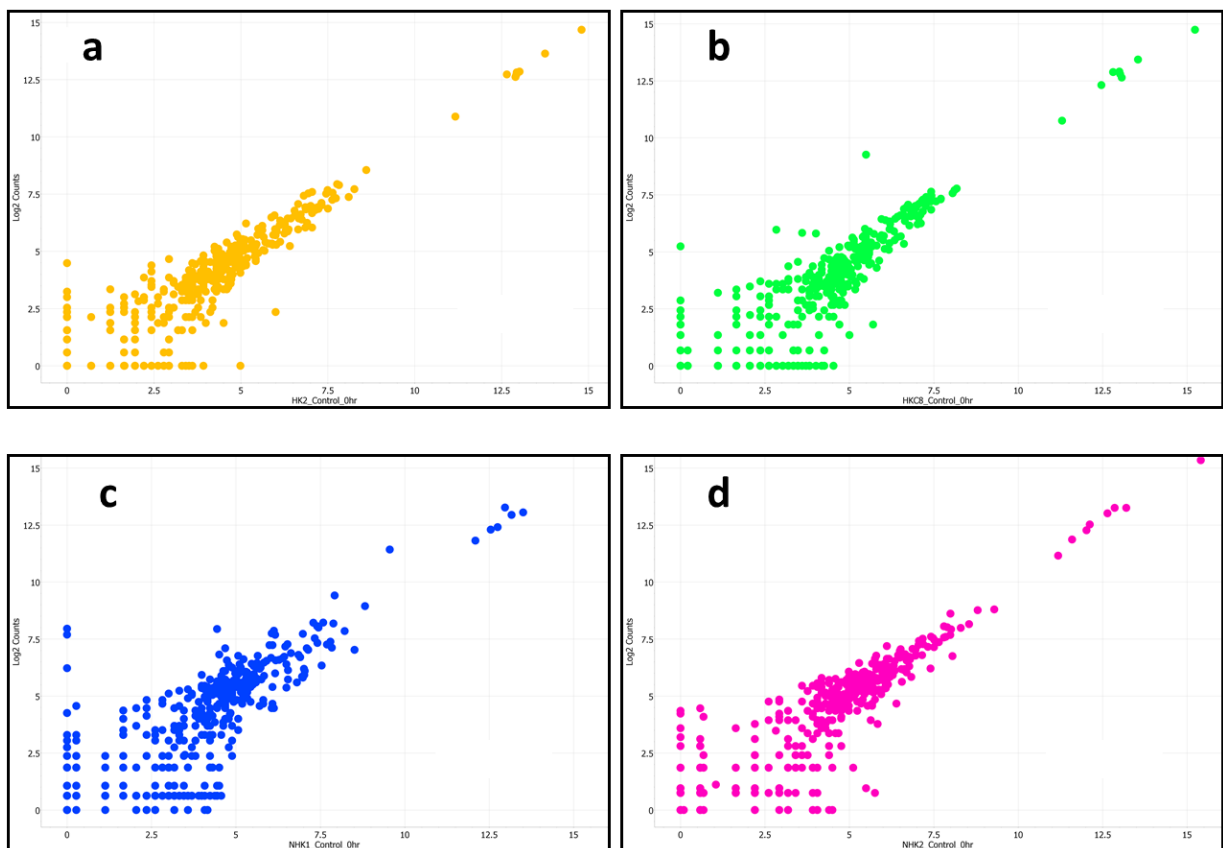 a
15
12.5
10
7.5
5
2.5
0
Log2 Counts
0 2.5 5 7.5 10 12.5 15
HK2_Control_0hr
b
15
12.5
10
7.5
5
2.5
0
Log2 Counts
0 2.5 5 7.5 10 12.5 15
HKC8_Control_0hr
c
15
12.5
10
7.5
5
2.5
0
Log2 Counts
0 2.5 5 7.5 10 12.5 15
NHK1_Control_0hr
d
15
12.5
10
7.5
5
2.5
0
Log2 Counts
0 2.5 5 7.5 10 12.5 15
NHK2_Control_0hr